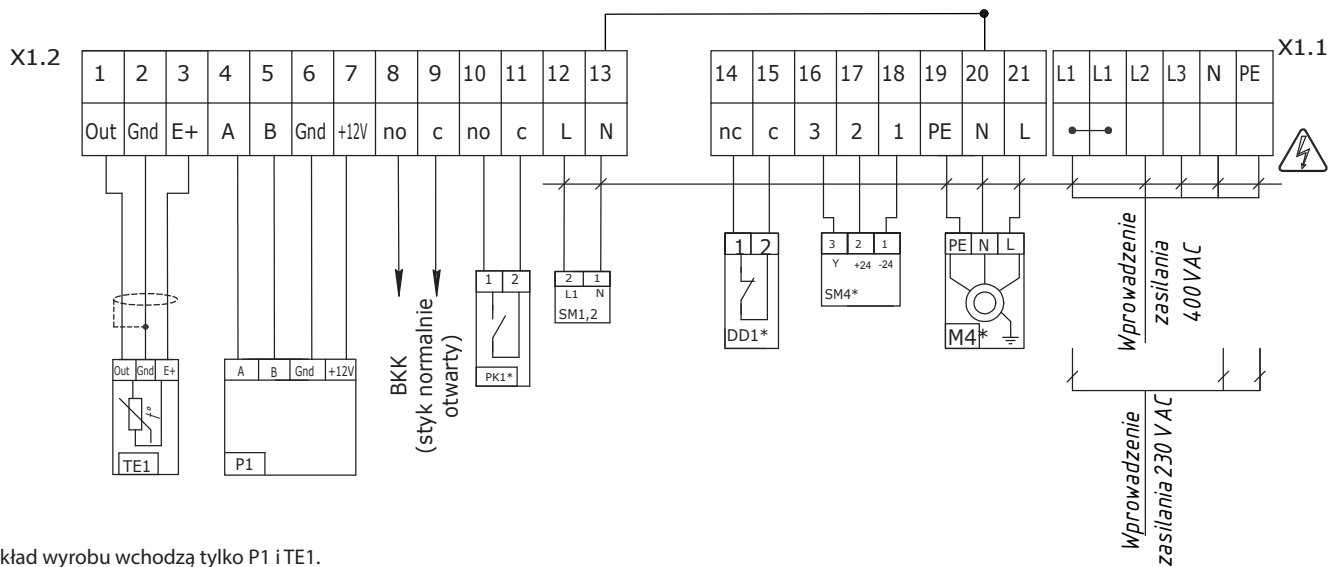 X1.2
1 2 3 4 5 6 7 8 9 10 11 12 13
Out Gnd E+ A B Gnd +12V no c no c L N
14 15 16 17 18 19 20 21
nc c 3 2 1 PE N L
L1 L1 L2 L3 N PE
X1.1
Out Gnd E+
t°
TE1
A B Gnd +12V
P1
BKK
(styk normalnie
otwarty)
1 2
PK1*
2 1
L1 N
SM1,2
1 2
DD1*
3 2 1
Y +24 -24
SM4*
PE N L
M4*
Wprowadzenie
zasilania
400 VAC
Wprowadzenie
zasilania 230 V AC
kład wyrobu wchodzą tylko P1 i TE1.